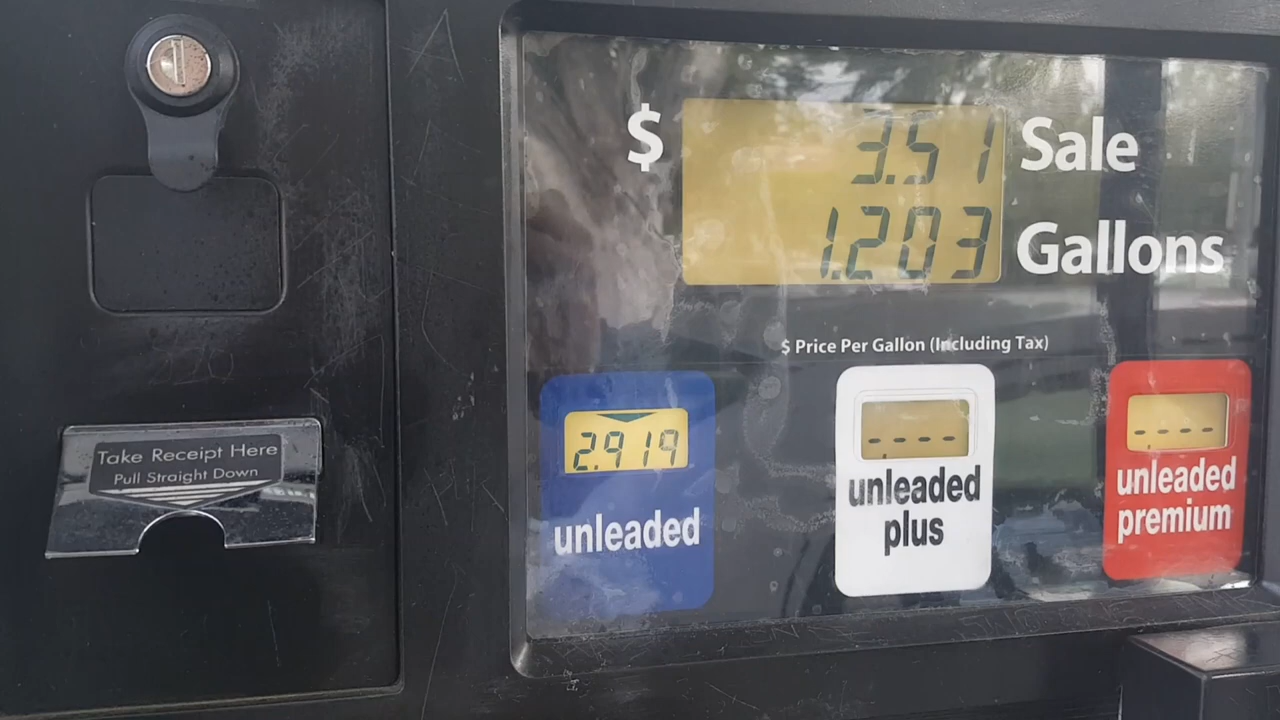 $ 3.51 Sale
1.203 Gallons
$ Price Per Gallon (Including Tax)
2.919
unleaded
----
unleaded
plus
----
unleaded
premium
Take Receipt Here
Pull Straight Down